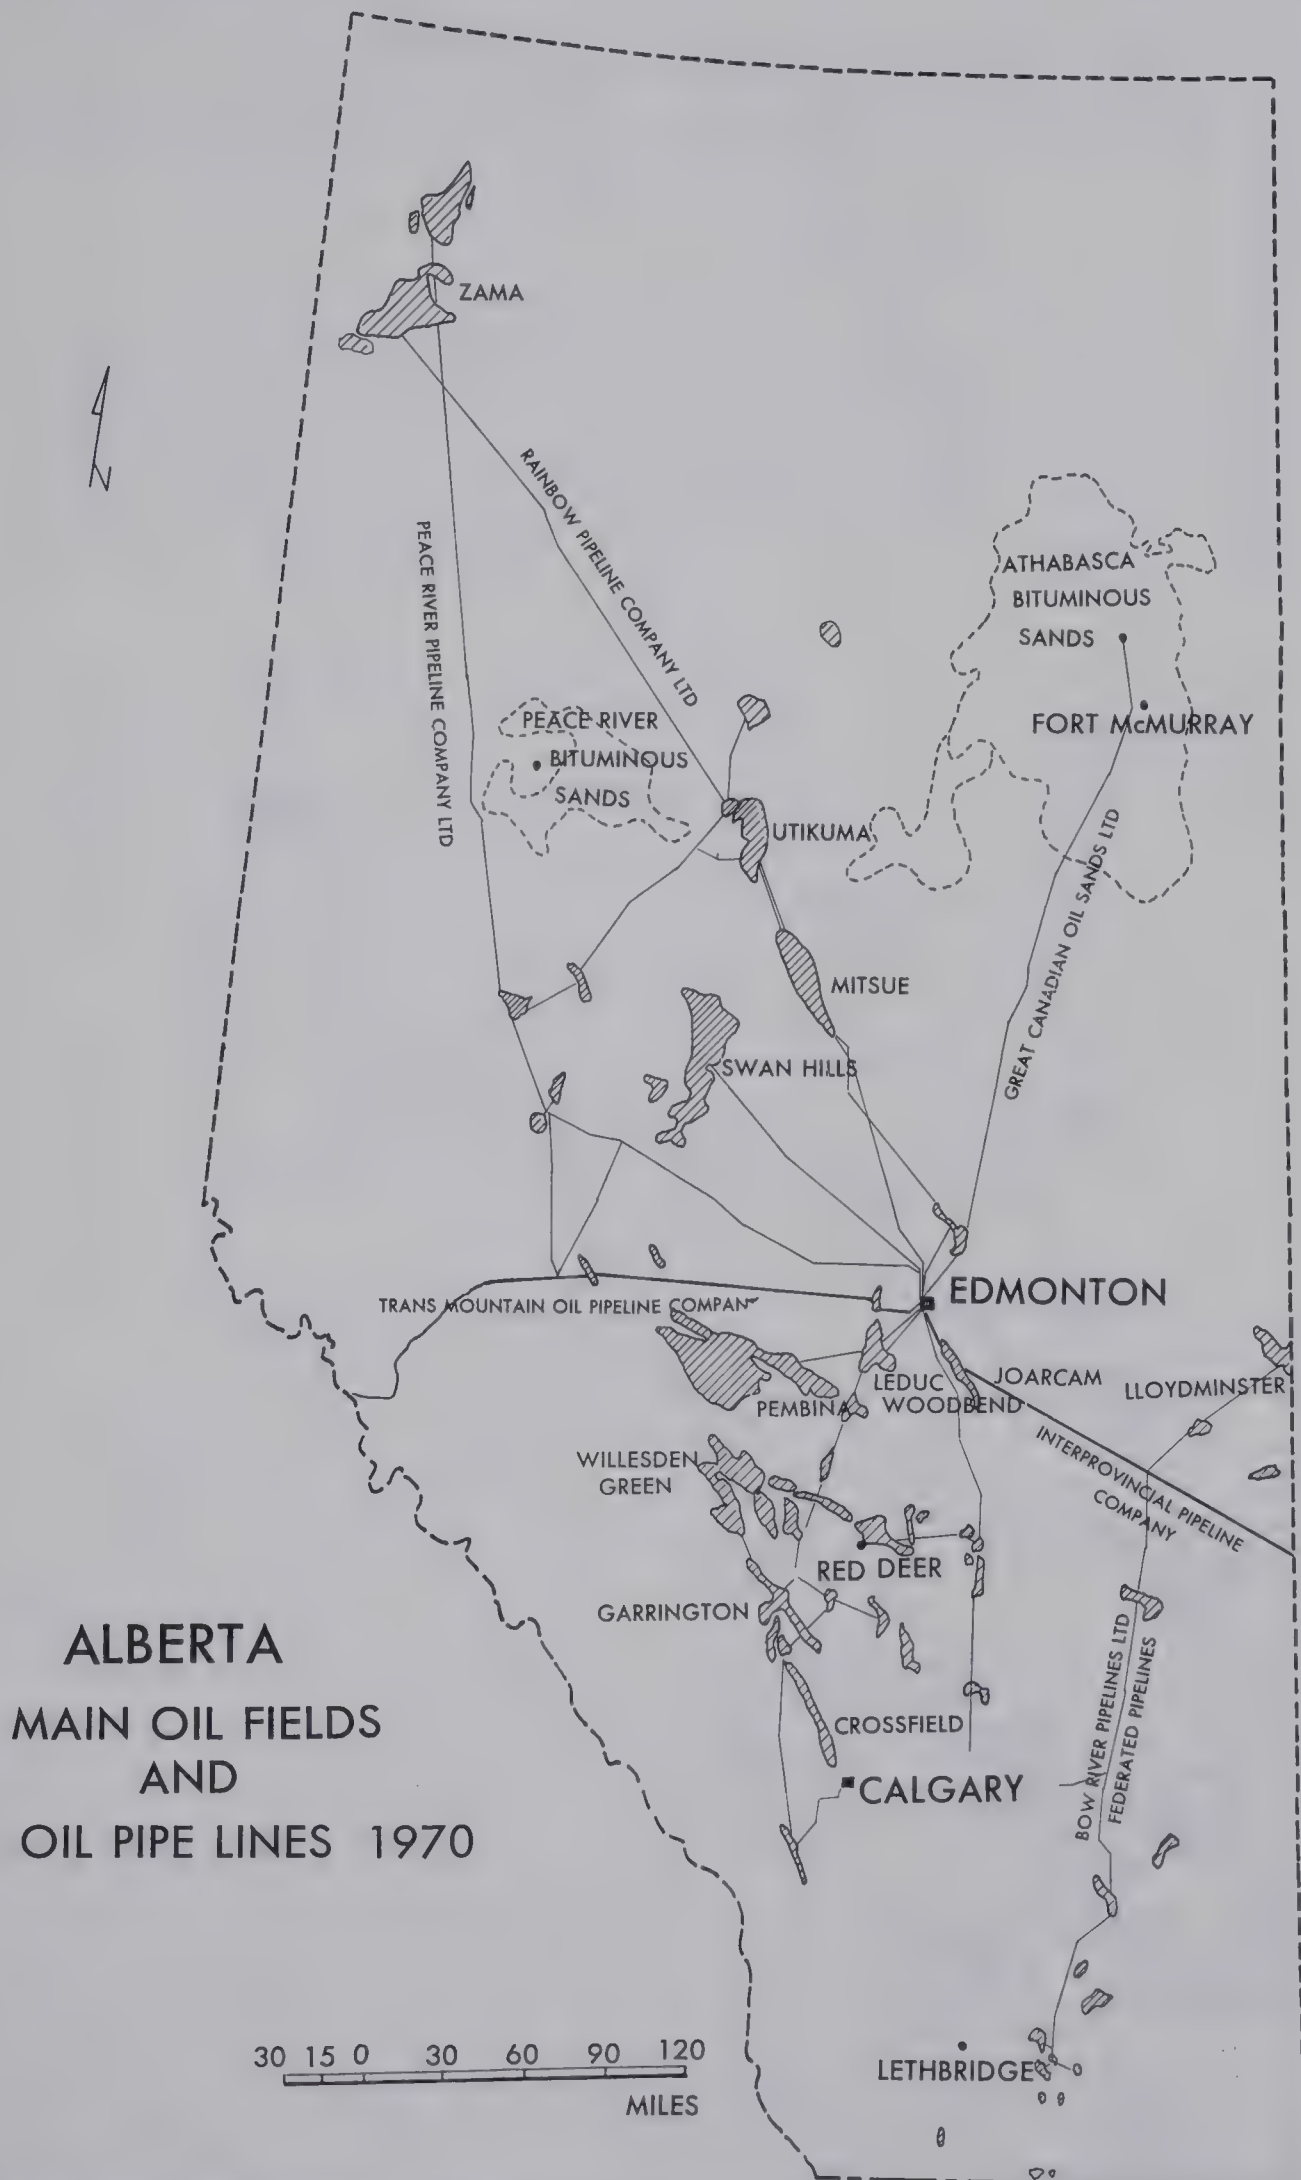 ZAMA
RAINBOW PIPELINE COMPANY LTD
PEACE RIVER PIPELINE COMPANY LTD
ATHABASCA
BITUMINOUS
SANDS
FORT McMURRAY
PEACE RIVER
BITUMINOUS
SANDS
UTIKUMA
GREAT CANADIAN OIL SANDS LTD
MITSUE
SWAN HILLS
EDMONTON
TRANS MOUNTAIN OIL PIPELINE COMPANY
JOARCAM
LEDUC
WOODBEND
LLOYDMINSTER
PEMBINA
INTERPROVINCIAL PIPELINE
COMPANY
WILLESDEN
GREEN
RED DEER
GARRINGTON
BOW RIVER PIPELINES LTD
FEDERATED PIPELINES
CROSSFIELD
CALGARY
ALBERTA
MAIN OIL FIELDS
AND
OIL PIPE LINES 1970
LETHBRIDGE
30 15 0 30 60 90 120
MILES
N